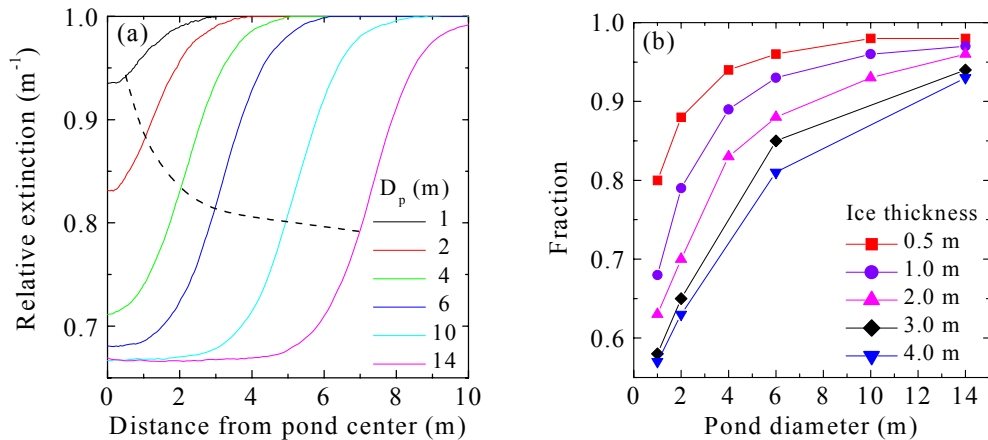 (a)
1.0
0.9
0.8
0.7
Relative extinction (m⁻¹)
D_p (m)
1
2
4
6
10
14
0 2 4 6 8 10
Distance from pond center (m)
(b)
1.0
0.9
0.8
0.7
0.6
Fraction
Ice thickness
0.5 m
1.0 m
2.0 m
3.0 m
4.0 m
0 2 4 6 8 10 12 14
Pond diameter (m)